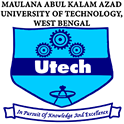 MAULANA ABUL KALAM AZAD
UNIVERSITY OF TECHNOLOGY,
WEST BENGAL
Utech
In Pursuit Of Knowledge And Excellence